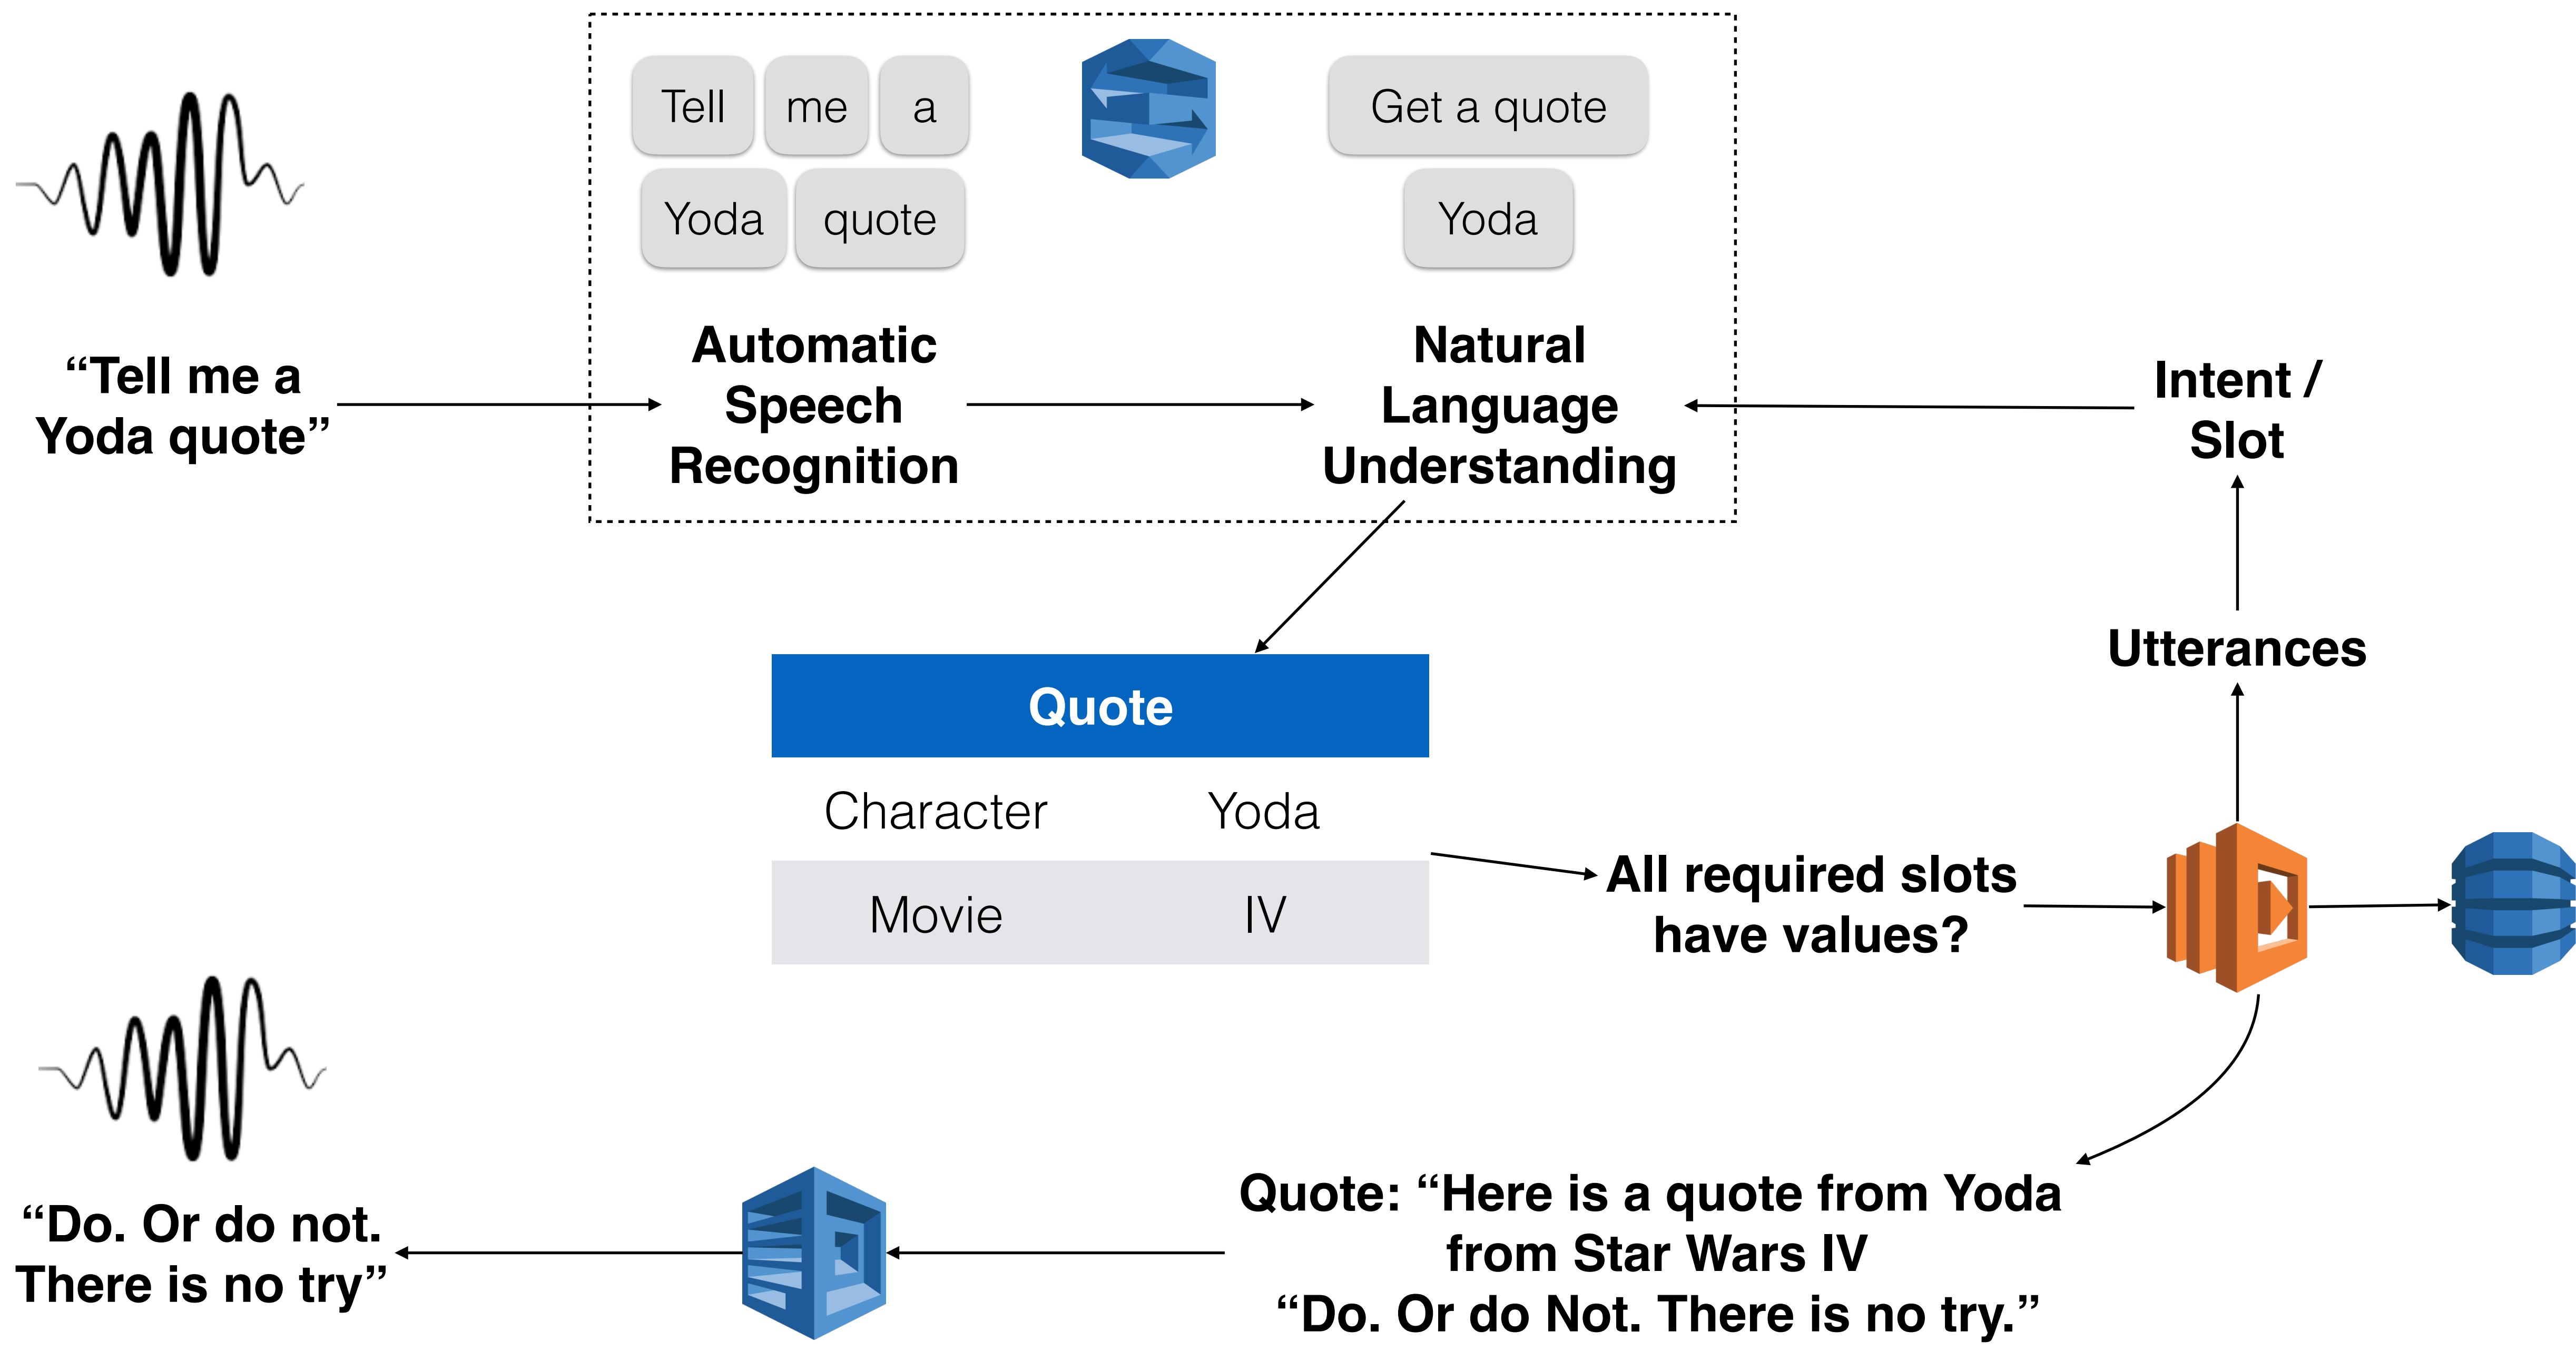 Tell me a
Yoda quote
Get a quote
Yoda
“Tell me a
Yoda quote”
Automatic
Speech
Recognition
Natural
Language
Understanding
Intent /
Slot
Utterances
Quote
Character Yoda
Movie IV
All required slots
have values?
Quote: “Here is a quote from Yoda
from Star Wars IV
“Do. Or do Not. There is no try.”
“Do. Or do not.
There is no try”